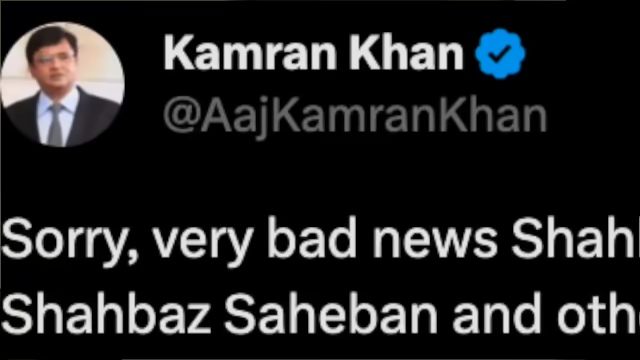 Kamran Khan
@AajKamranKhan
Sorry, very bad news
Shahbaz Saheban and